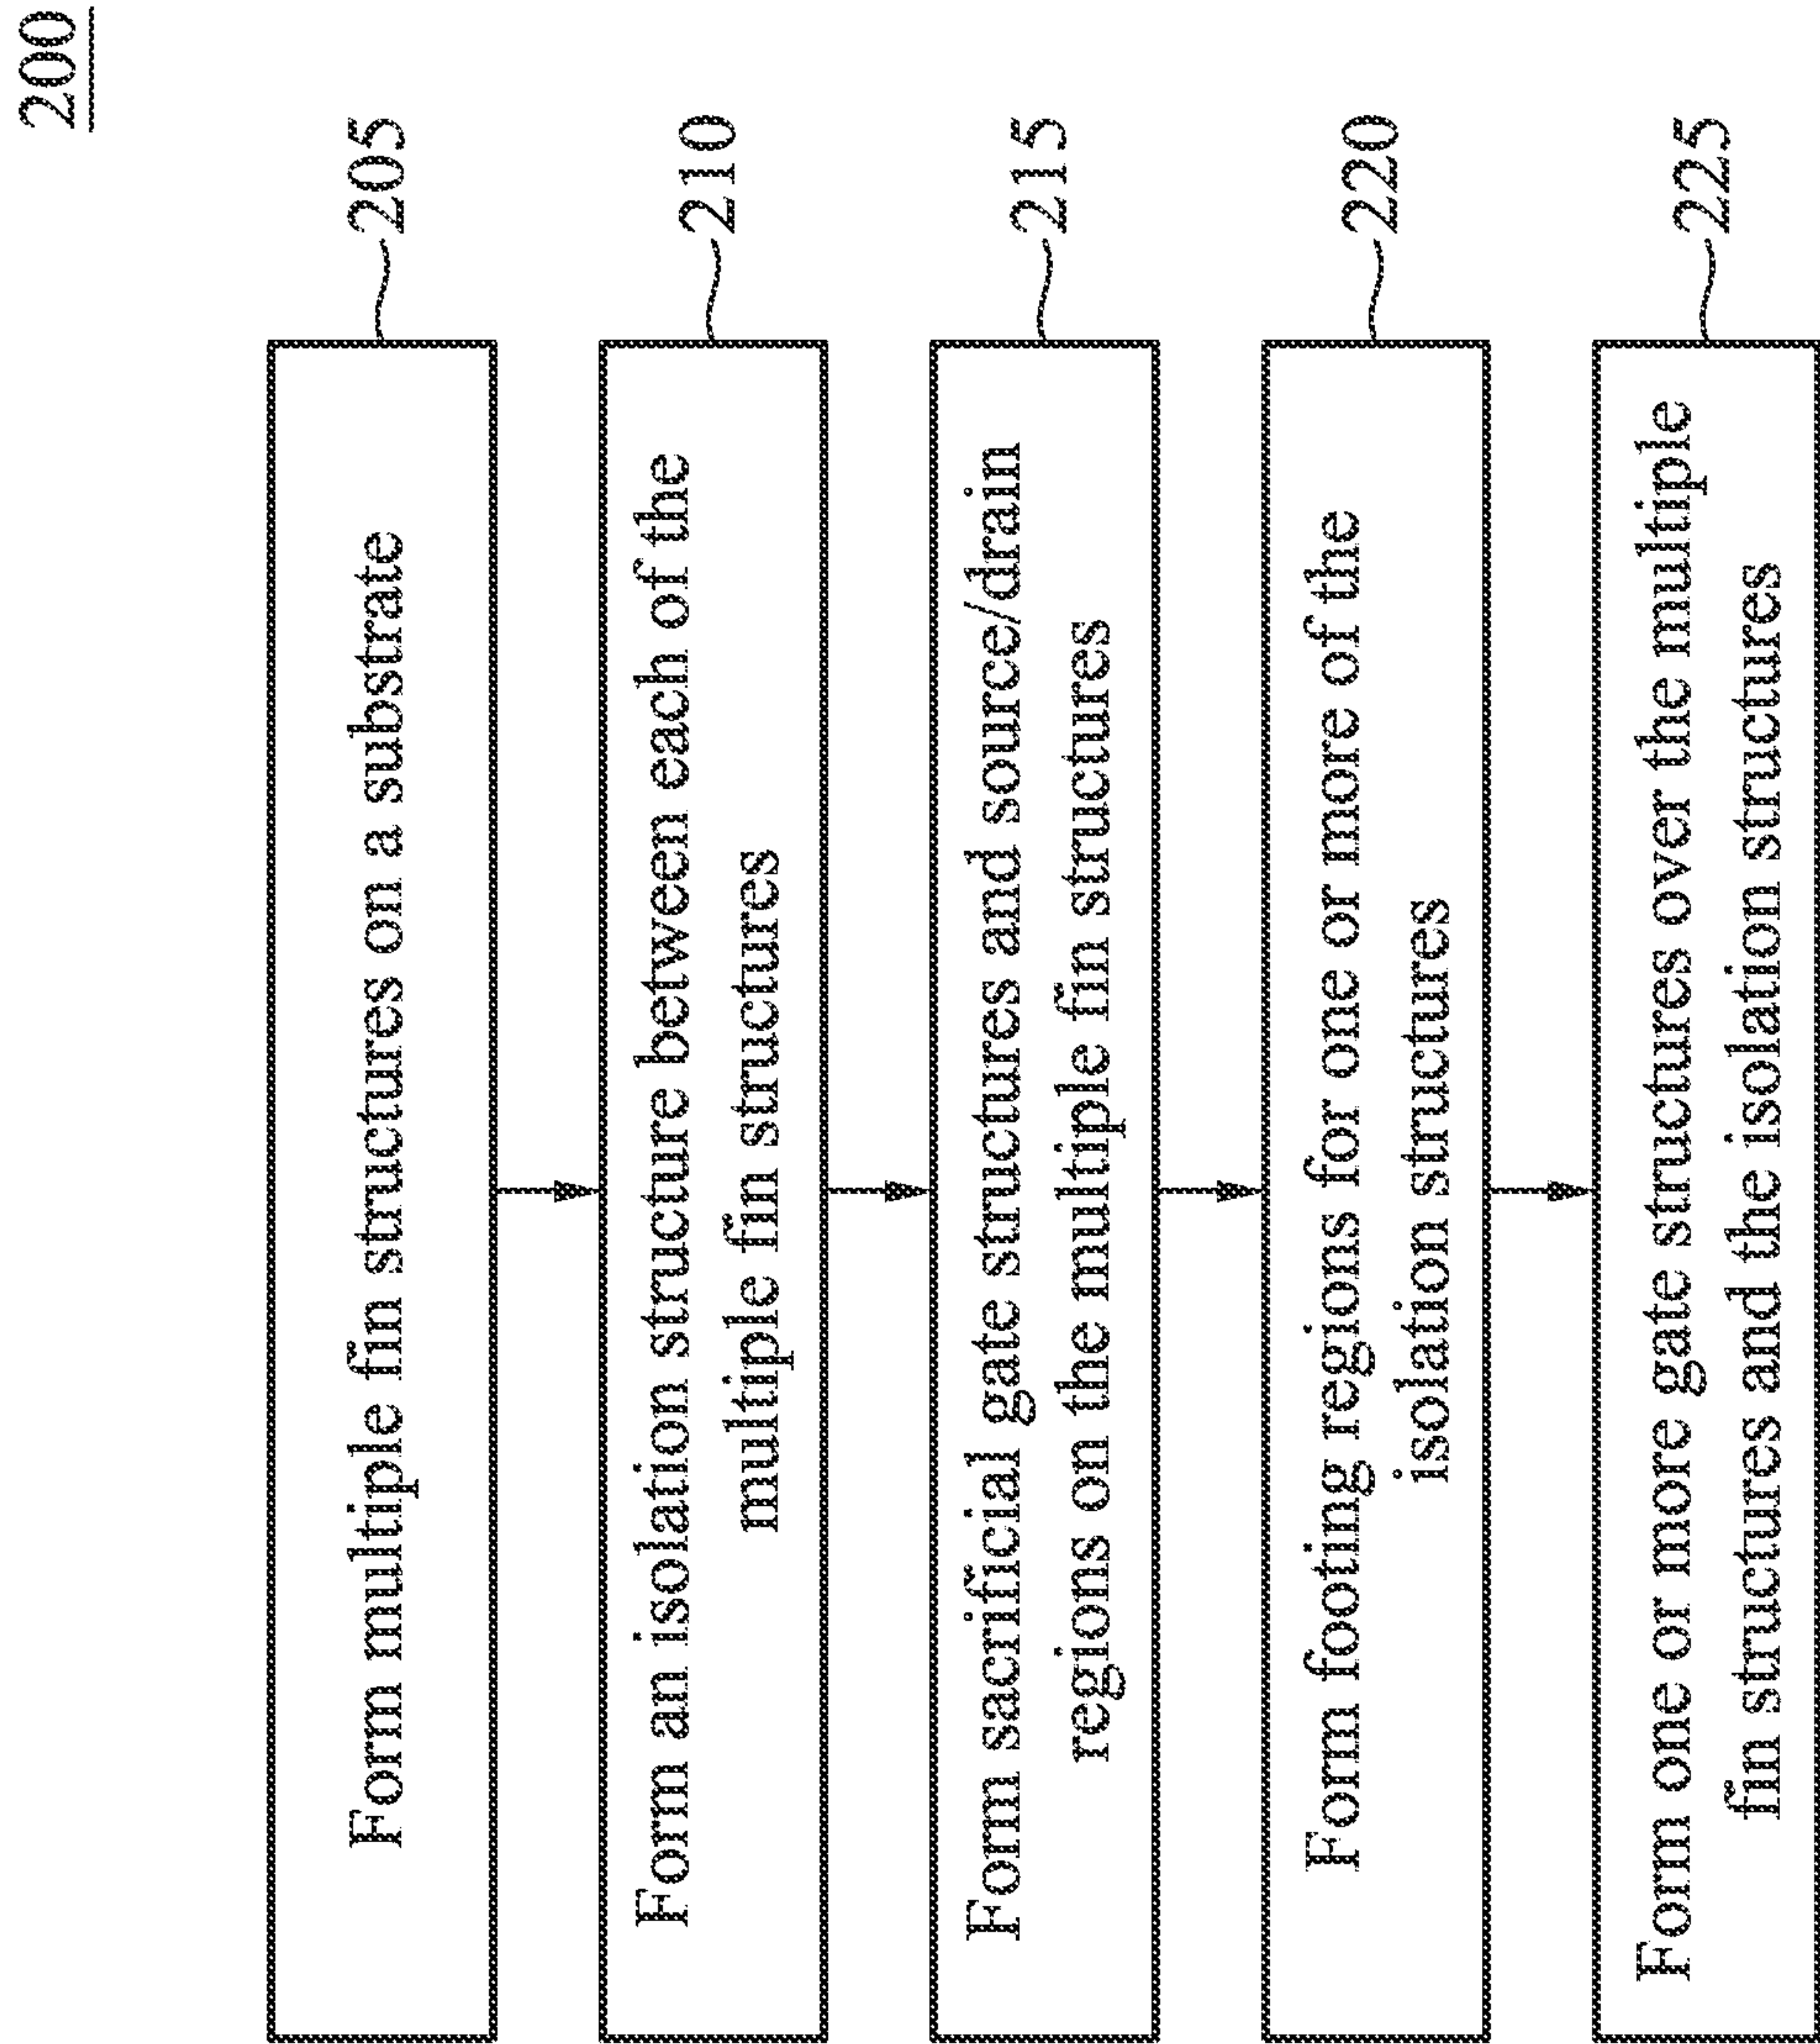 200
Form multiple fin structures on a substrate
205
Form an isolation structure between each of the
multiple fin structures
210
Form sacrificial gate structures and source/drain
regions on the multiple fin structures
215
Form footing regions for one or more of the
isolation structures
220
Form one or more gate structures over the multiple
fin structures and the isolation structures
225